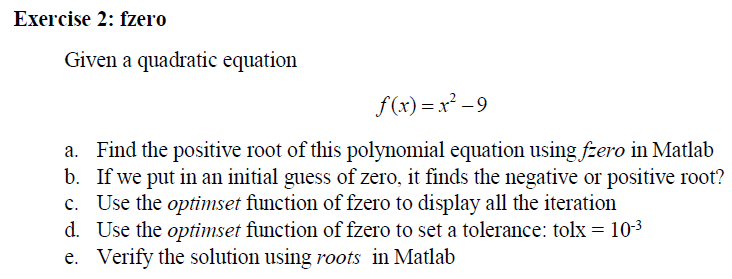 Exercise 2: fzero
Given a quadratic equation
f(x) = x² – 9
a. Find the positive root of this polynomial equation using fzero in Matlab
b. If we put in an initial guess of zero, it finds the negative or positive root?
c. Use the optimset function of fzero to display all the iteration
d. Use the optimset function of fzero to set a tolerance: tolx = 10⁻³
e. Verify the solution using roots in Matlab